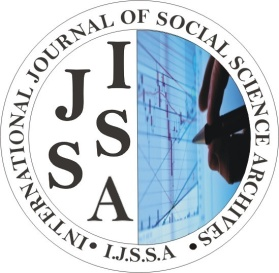 INTERNATIONAL JOURNAL OF SOCIAL SCIENCE ARCHIVES
I
J
S
S
A
• I.J.S.S.A •